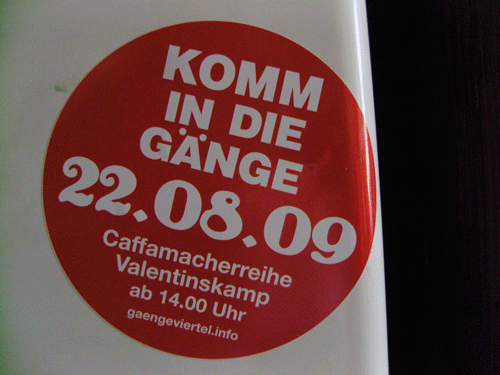 KOMM
IN DIE
GÄNGE
22.08.09
Caffamacherreihe
Valentinskamp
ab 14.00 Uhr
gaengeviertel.info